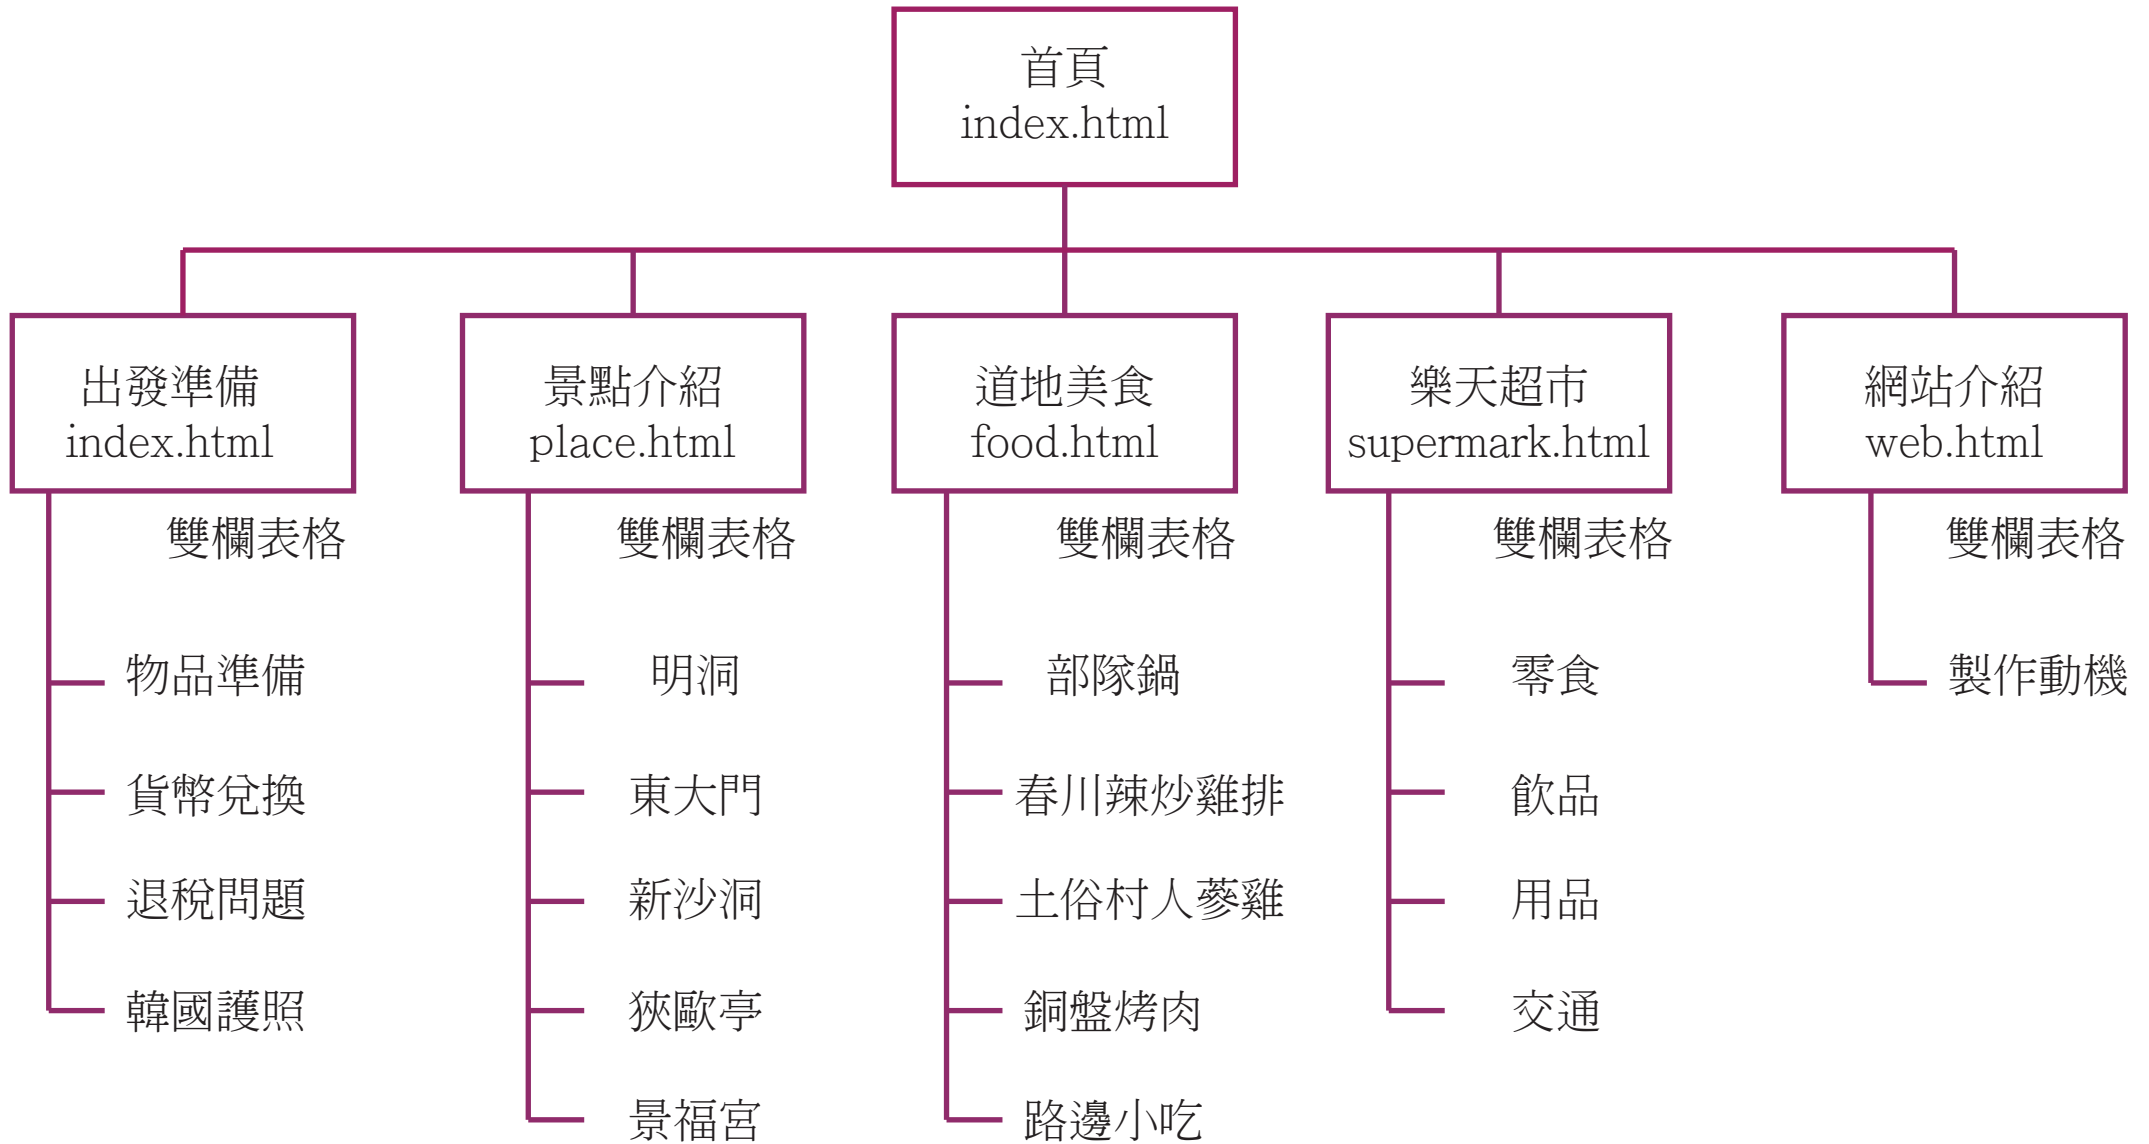 首頁
index.html
出發準備
index.html
雙欄表格
物品準備
貨幣兌換
退稅問題
韓國護照
景點介紹
place.html
雙欄表格
明洞
東大門
新沙洞
狹歐亭
景福宮
道地美食
food.html
雙欄表格
部隊鍋
春川辣炒雞排
土俗村人蔘雞
銅盤烤肉
路邊小吃
樂天超市
supermark.html
雙欄表格
零食
飲品
用品
交通
網站介紹
web.html
雙欄表格
製作動機